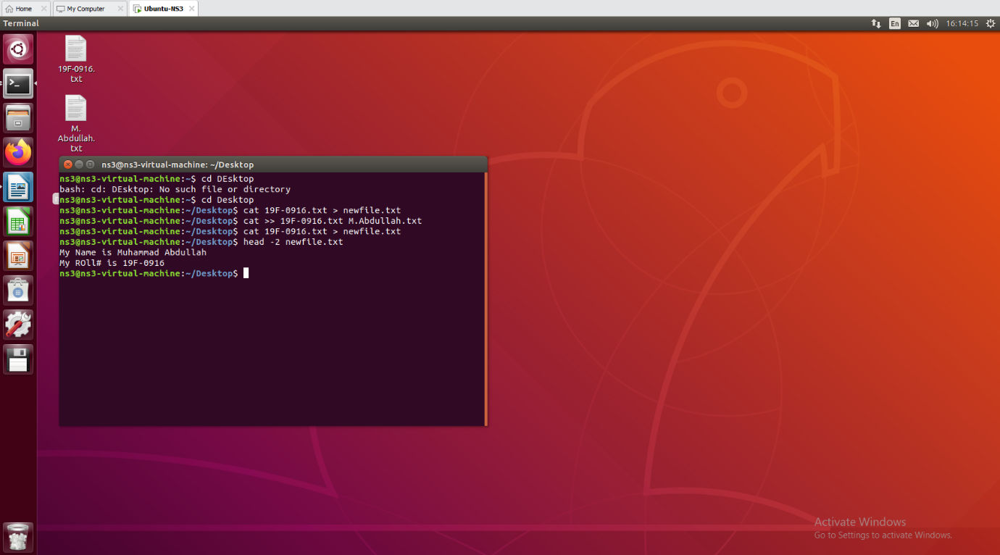 Home
My Computer
Ubuntu-NS3
Terminal
En
16:14:15
19F-0916.
txt
M.
Abdullah.
txt
ns3@ns3-virtual-machine: ~/Desktop
ns3@ns3-virtual-machine:~$ cd DEsktop
bash: cd: DEsktop: No such file or directory
ns3@ns3-virtual-machine:~$ cd Desktop
ns3@ns3-virtual-machine:~/Desktop$ cat 19F-0916.txt > newfile.txt
ns3@ns3-virtual-machine:~/Desktop$ cat >> 19F-0916.txt M.Abdullah.txt
ns3@ns3-virtual-machine:~/Desktop$ cat 19F-0916.txt > newfile.txt
ns3@ns3-virtual-machine:~/Desktop$ head -2 newfile.txt
My Name is Muhammad Abdullah
My ROll# is 19F-0916
ns3@ns3-virtual-machine:~/Desktop$
Activate Windows
Go to Settings to activate Windows.